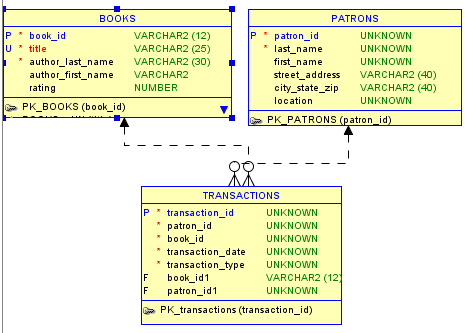 BOOKS
P * book_id VARCHAR2 (12)
U * title VARCHAR2 (25)
* author_last_name VARCHAR2 (30)
author_first_name VARCHAR2
rating NUMBER
PK_BOOKS (book_id)
PATRONS
P * patron_id UNKNOWN
* last_name UNKNOWN
first_name UNKNOWN
street_address VARCHAR2 (40)
city_state_zip VARCHAR2 (40)
location UNKNOWN
PK_PATRONS (patron_id)
TRANSACTIONS
P * transaction_id UNKNOWN
* patron_id UNKNOWN
* book_id UNKNOWN
* transaction_date UNKNOWN
* transaction_type UNKNOWN
F book_id1 VARCHAR2 (12)
F patron_id1 UNKNOWN
PK_transactions (transaction_id)